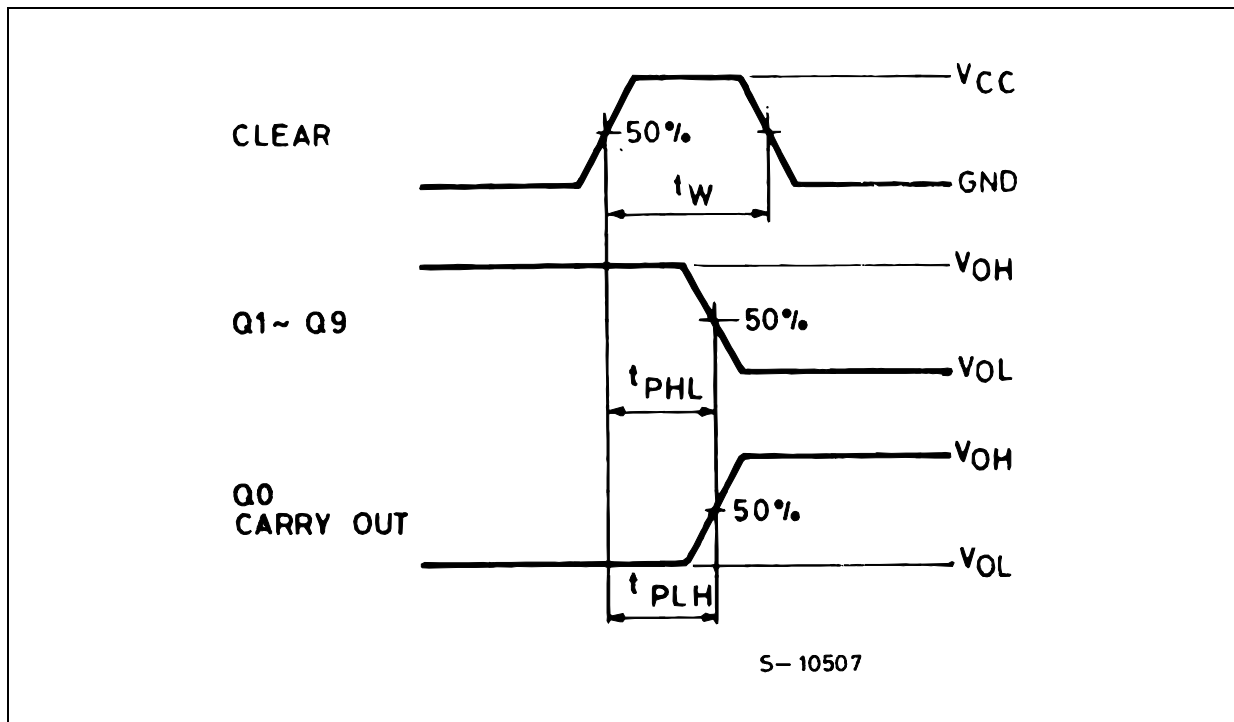 VCC
CLEAR
50%
tW
GND
VOH
Q1~ Q9
50%
VOL
tPHL
VOH
Q0
CARRY OUT
50%
VOL
tPLH
S-10507